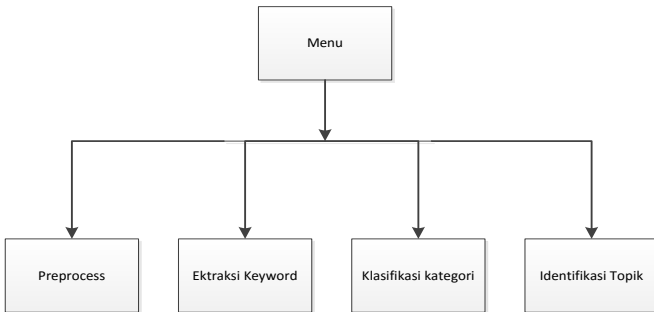 Menu
Preprocess
Ektraksi Keyword
Klasifikasi kategori
Identifikasi Topik